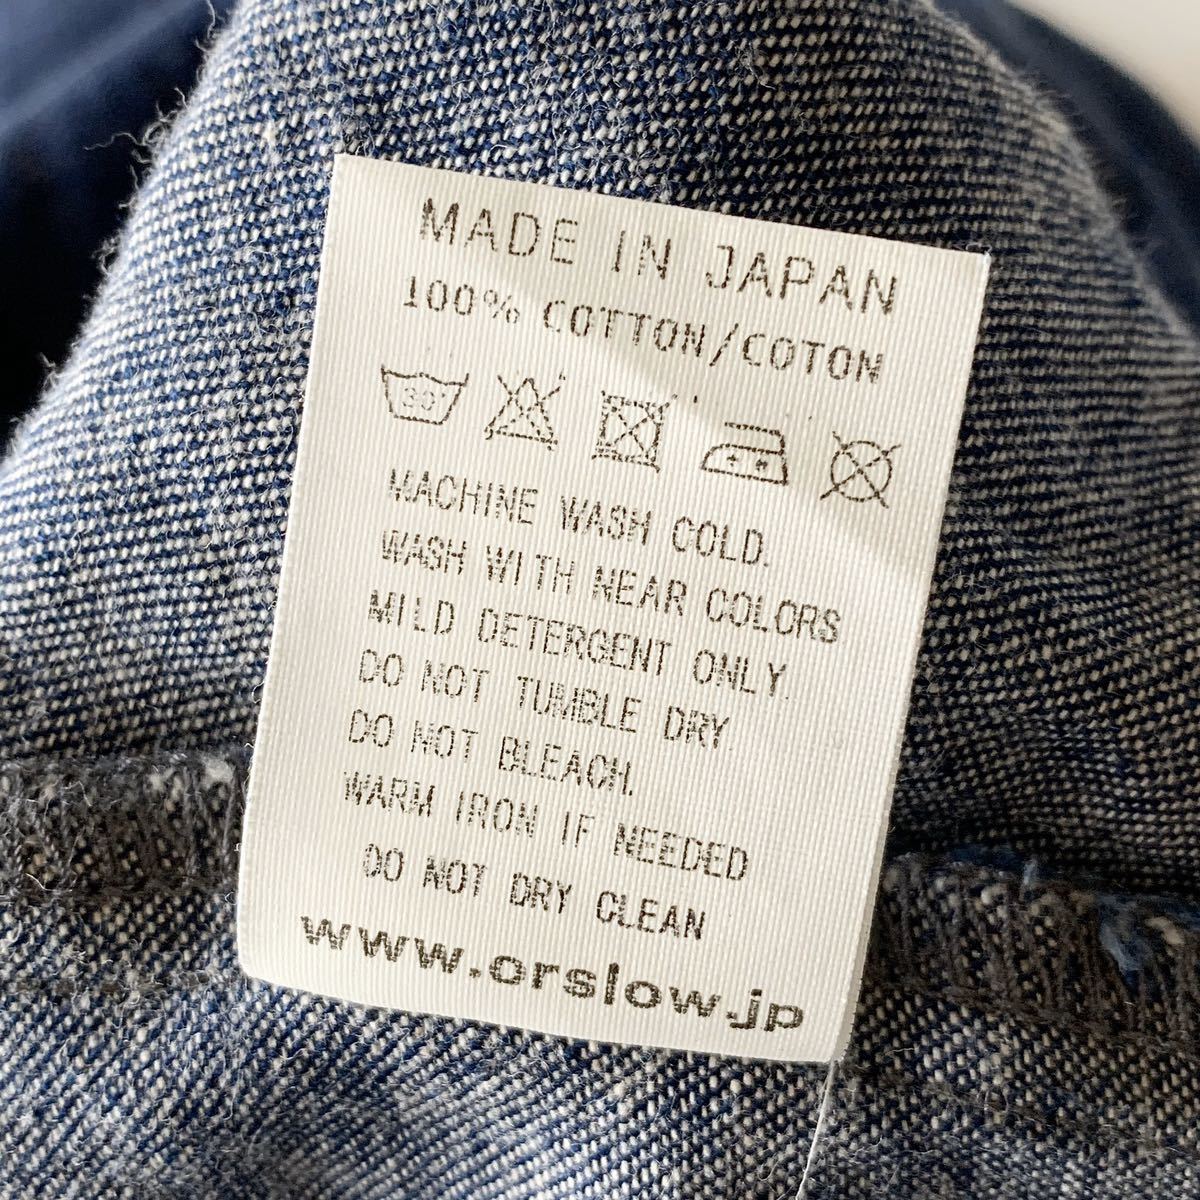 MADE IN JAPAN
100% COTTON/COTON
30°
MACHINE WASH COLD.
WASH WITH NEAR COLORS
MILD DETERGENT ONLY.
DO NOT TUMBLE DRY.
DO NOT BLEACH.
WARM IRON IF NEEDED
DO NOT DRY CLEAN
www.orslow.jp